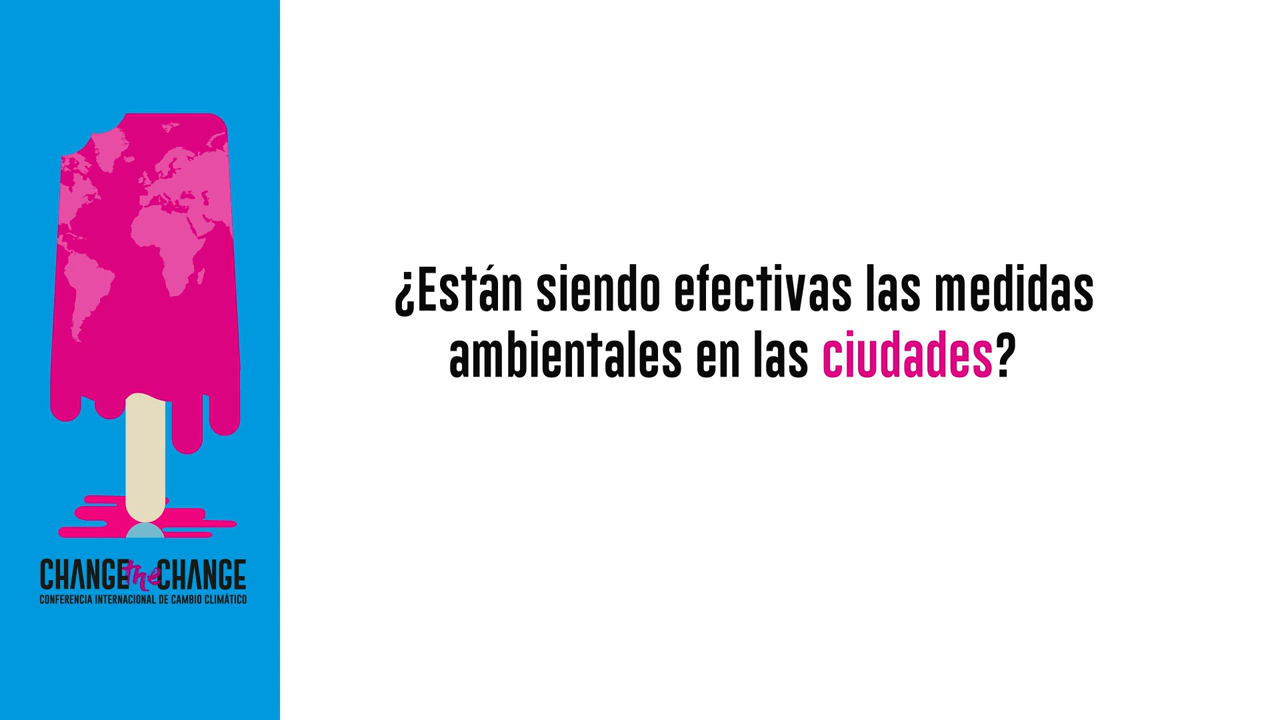 ¿Están siendo efectivas las medidas
ambientales en las ciudades?
CHANGE the CHANGE
CONFERENCIA INTERNACIONAL DE CAMBIO CLIMÁTICO